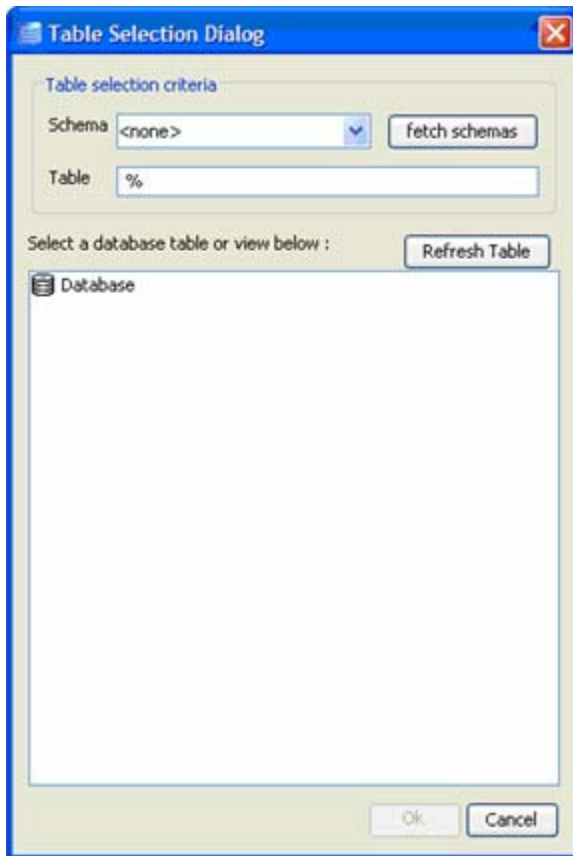 Table Selection Dialog
Table selection criteria
Schema <none> fetch schemas
Table %
Select a database table or view below : Refresh Table
Database
Ok Cancel